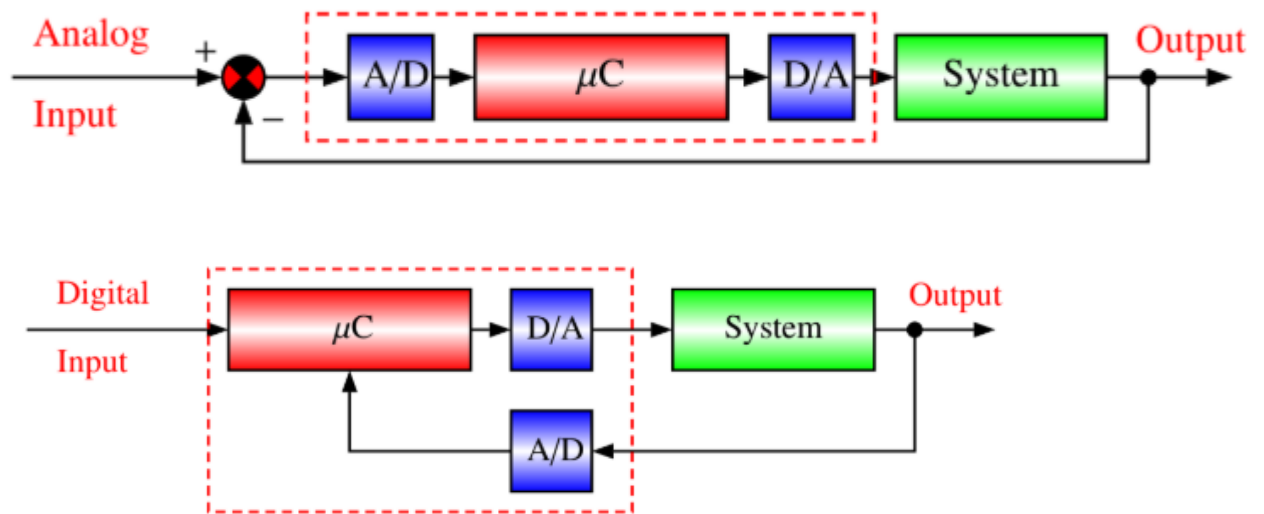 Analog
Input
+
−
A/D
μC
D/A
System
Output
Digital
Input
μC
D/A
A/D
System
Output